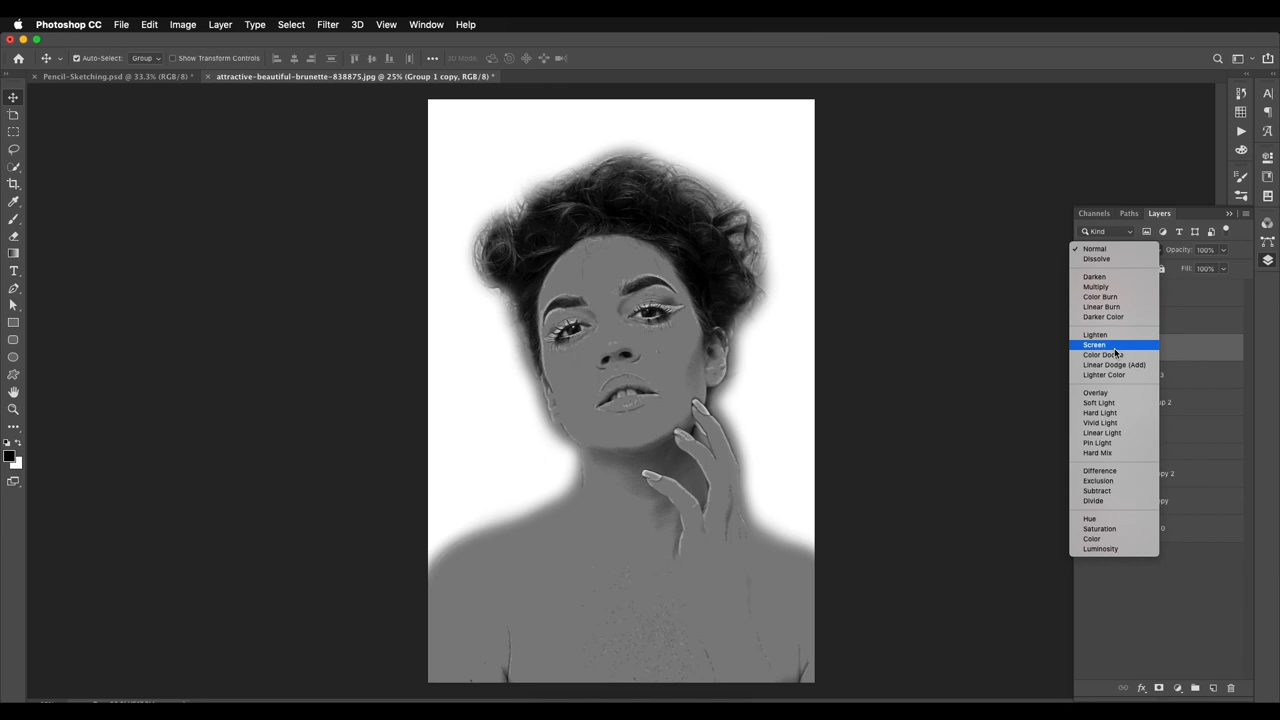 Photoshop CC File Edit Image Layer Type Select Filter 3D View Window Help
Auto-Select: Group Show Transform Controls 3D Mode:
Pencil-Sketching.psd @ 33.3% (RGB/8) * attractive-beautiful-brunette-838875.jpg @ 25% (Group 1 copy, RGB/8) *
Channels Paths Layers
Kind
Normal Opacity: 100%
Dissolve
Fill: 100%
Darken
Multiply
Color Burn
Linear Burn
Darker Color
Lighten
Screen
Color Dodge
Linear Dodge (Add)
Lighter Color
3
Overlay
Soft Light
Hard Light
Vivid Light
Linear Light
Pin Light
Hard Mix
Difference
Exclusion
Subtract
Divide
Hue
Saturation
Color
Luminosity